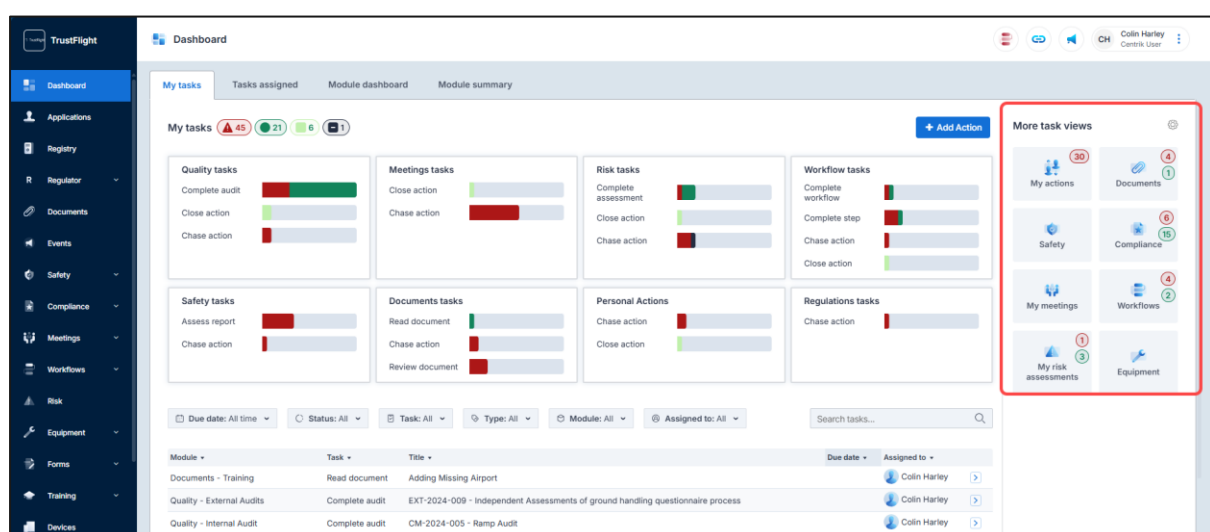 TrustFlight
Dashboard
CH
Colin Harley
Centrik User
Dashboard
Applications
Registry
R Regulator
Documents
Events
Safety
Compliance
Meetings
Workflows
Risk
Equipment
Forms
Training
Devices
My tasks Tasks assigned Module dashboard Module summary
My tasks 45 21 6 1
+ Add Action
Quality tasks
Complete audit
Close action
Chase action
Meetings tasks
Close action
Chase action
Risk tasks
Complete
assessment
Close action
Chase action
Workflow tasks
Complete
workflow
Complete step
Chase action
Close action
Safety tasks
Assess report
Chase action
Documents tasks
Read document
Chase action
Review document
Personal Actions
Chase action
Close action
Regulations tasks
Chase action
More task views
30
My actions
4
1
Documents
Safety
6
15
Compliance
My meetings
4
2
Workflows
1
3
My risk
assessments
Equipment
Due date: All time Status: All Task: All Type: All Module: All Assigned to: All Search tasks...
Module Task Title Due date Assigned to
Documents - Training Read document Adding Missing Airport Colin Harley
Quality - External Audits Complete audit EXT-2024-009 - Independent Assessments of ground handling questionnaire process Colin Harley
Quality - Internal Audit Complete audit CM-2024-005 - Ramp Audit Colin Harley